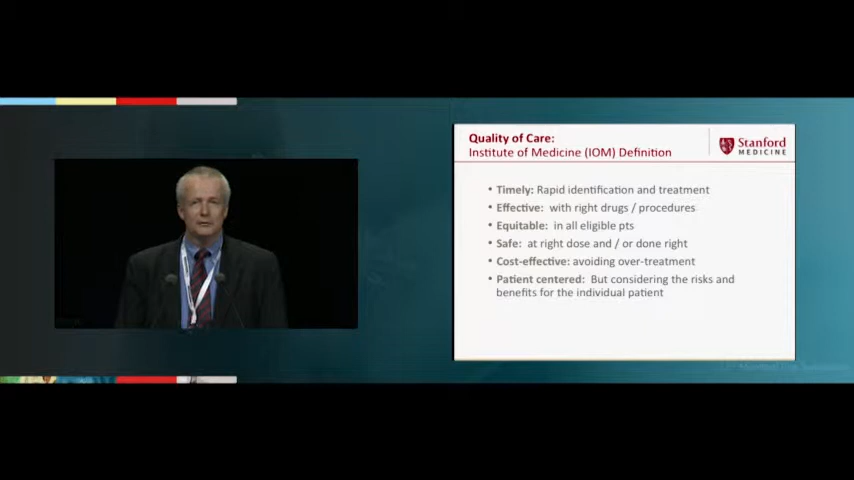 Quality of Care:
Institute of Medicine (IOM) Definition
Stanford
MEDICINE
• Timely: Rapid identification and treatment
• Effective: with right drugs / procedures
• Equitable: in all eligible pts
• Safe: at right dose and / or done right
• Cost-effective: avoiding over-treatment
• Patient centered: But considering the risks and
benefits for the individual patient